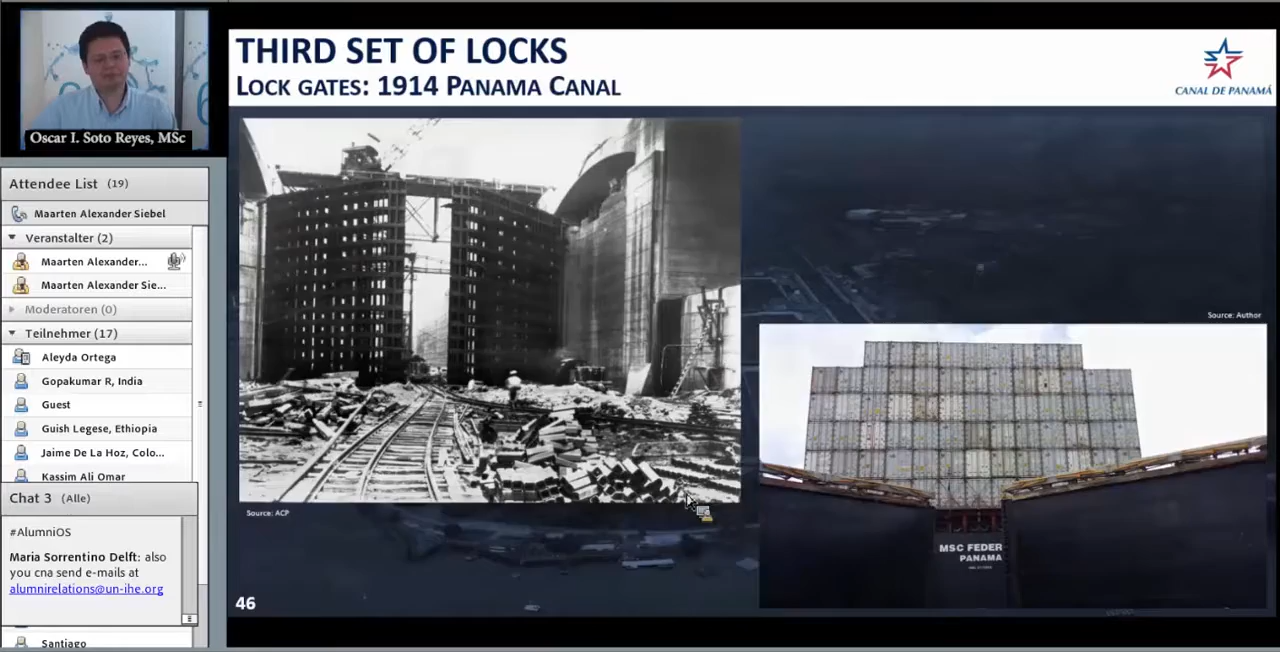 Oscar I. Soto Reyes, MSc
Attendee List (19)
Maarten Alexander Siebel
Veranstalter (2)
Maarten Alexander...
Maarten Alexander Sie...
Moderatoren (0)
Teilnehmer (17)
Aleyda Ortega
Gopakumar R, India
Guest
Guish Legese, Ethiopia
Jaime De La Hoz, Colo...
Kassim Ali Omar
Chat 3 (Alle)
#AlumniOS
Maria Sorrentino Delft: also
you cna send e-mails at
alumnirelations@un-ihe.org
Santiago
THIRD SET OF LOCKS
LOCK GATES: 1914 PANAMA CANAL
CANAL DE PANAMÁ
Source: ACP
Source: Author
MSC FEDER
PANAMA
46